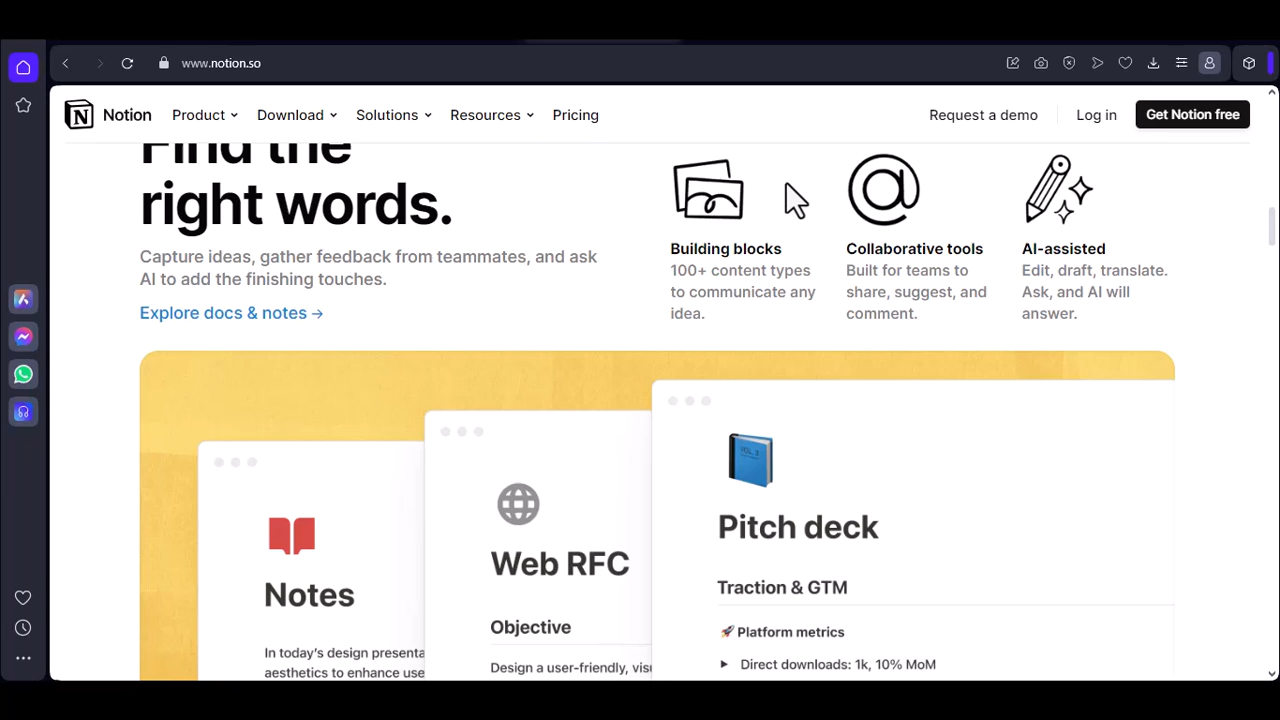 www.notion.so
Notion Product Download Solutions Resources Pricing Request a demo Log in Get Notion free
Find the
right words.
Capture ideas, gather feedback from teammates, and ask
AI to add the finishing touches.
Explore docs & notes →
Building blocks
100+ content types
to communicate any
idea.
Collaborative tools
Built for teams to
share, suggest, and
comment.
AI-assisted
Edit, draft, translate.
Ask, and AI will
answer.
Notes
In today's design presenta
aesthetics to enhance use
Web RFC
Objective
Design a user-friendly, visu
Pitch deck
Traction & GTM
🚀 Platform metrics
Direct downloads: 1k, 10% MoM